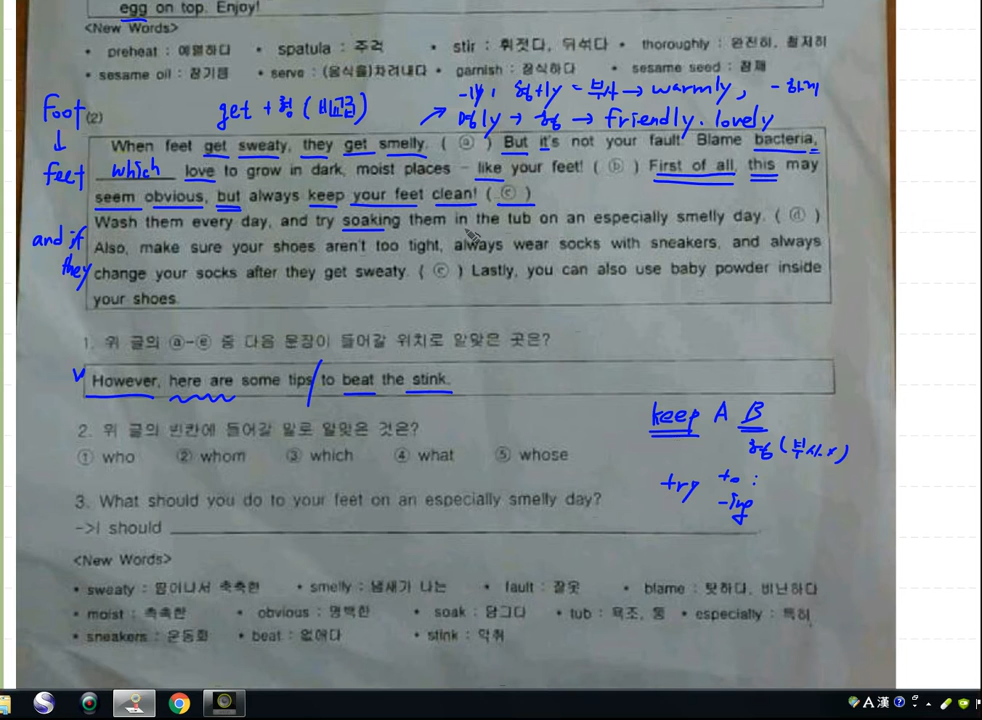 egg on top. Enjoy!
<New Words>
• preheat : 예열하다 • spatula : 주걱 • stir : 휘젓다, 뒤섞다 • thoroughly : 완전히, 철저히
• sesame oil : 참기름 • serve : (음식을)차려내다 • garnish : 장식하다 • sesame seed : 참깨
-ly, 형+ly = 부사 → warmly, -하게
Foot get + 형 (비교급) 명ly → 형 → friendly. lovely
(2)
↓ When feet get sweaty, they get smelly. ( ⓐ ) But it's not your fault! Blame bacteria,
feet which love to grow in dark, moist places – like your feet! ( ⓑ ) First of all, this may
seem obvious, but always keep your feet clean! ( ⓒ )
Wash them every day, and try soaking them in the tub on an especially smelly day. ( ⓓ )
and if Also, make sure your shoes aren't too tight, always wear socks with sneakers, and always
they change your socks after they get sweaty. ( ⓔ ) Lastly, you can also use baby powder inside
your shoes.
1. 위 글의 ⓐ-ⓔ 중 다음 문장이 들어갈 위치로 알맞은 곳은?
However, here are some tips / to beat the stink.
keep A B
2. 위 글의 빈칸에 들어갈 말로 알맞은 것은?
형 (부사x)
① who ② whom ③ which ④ what ⑤ whose
try to :
-ing
3. What should you do to your feet on an especially smelly day?
->I should
<New Words>
• sweaty : 땀이나서 축축한 • smelly : 냄새가 나는 • fault : 잘못 • blame : 탓하다, 비난하다
• moist : 촉촉한 • obvious : 명백한 • soak : 담그다 • tub : 욕조, 통 • especially : 특히
• sneakers : 운동화 • beat : 없애다 • stink : 악취
A 漢